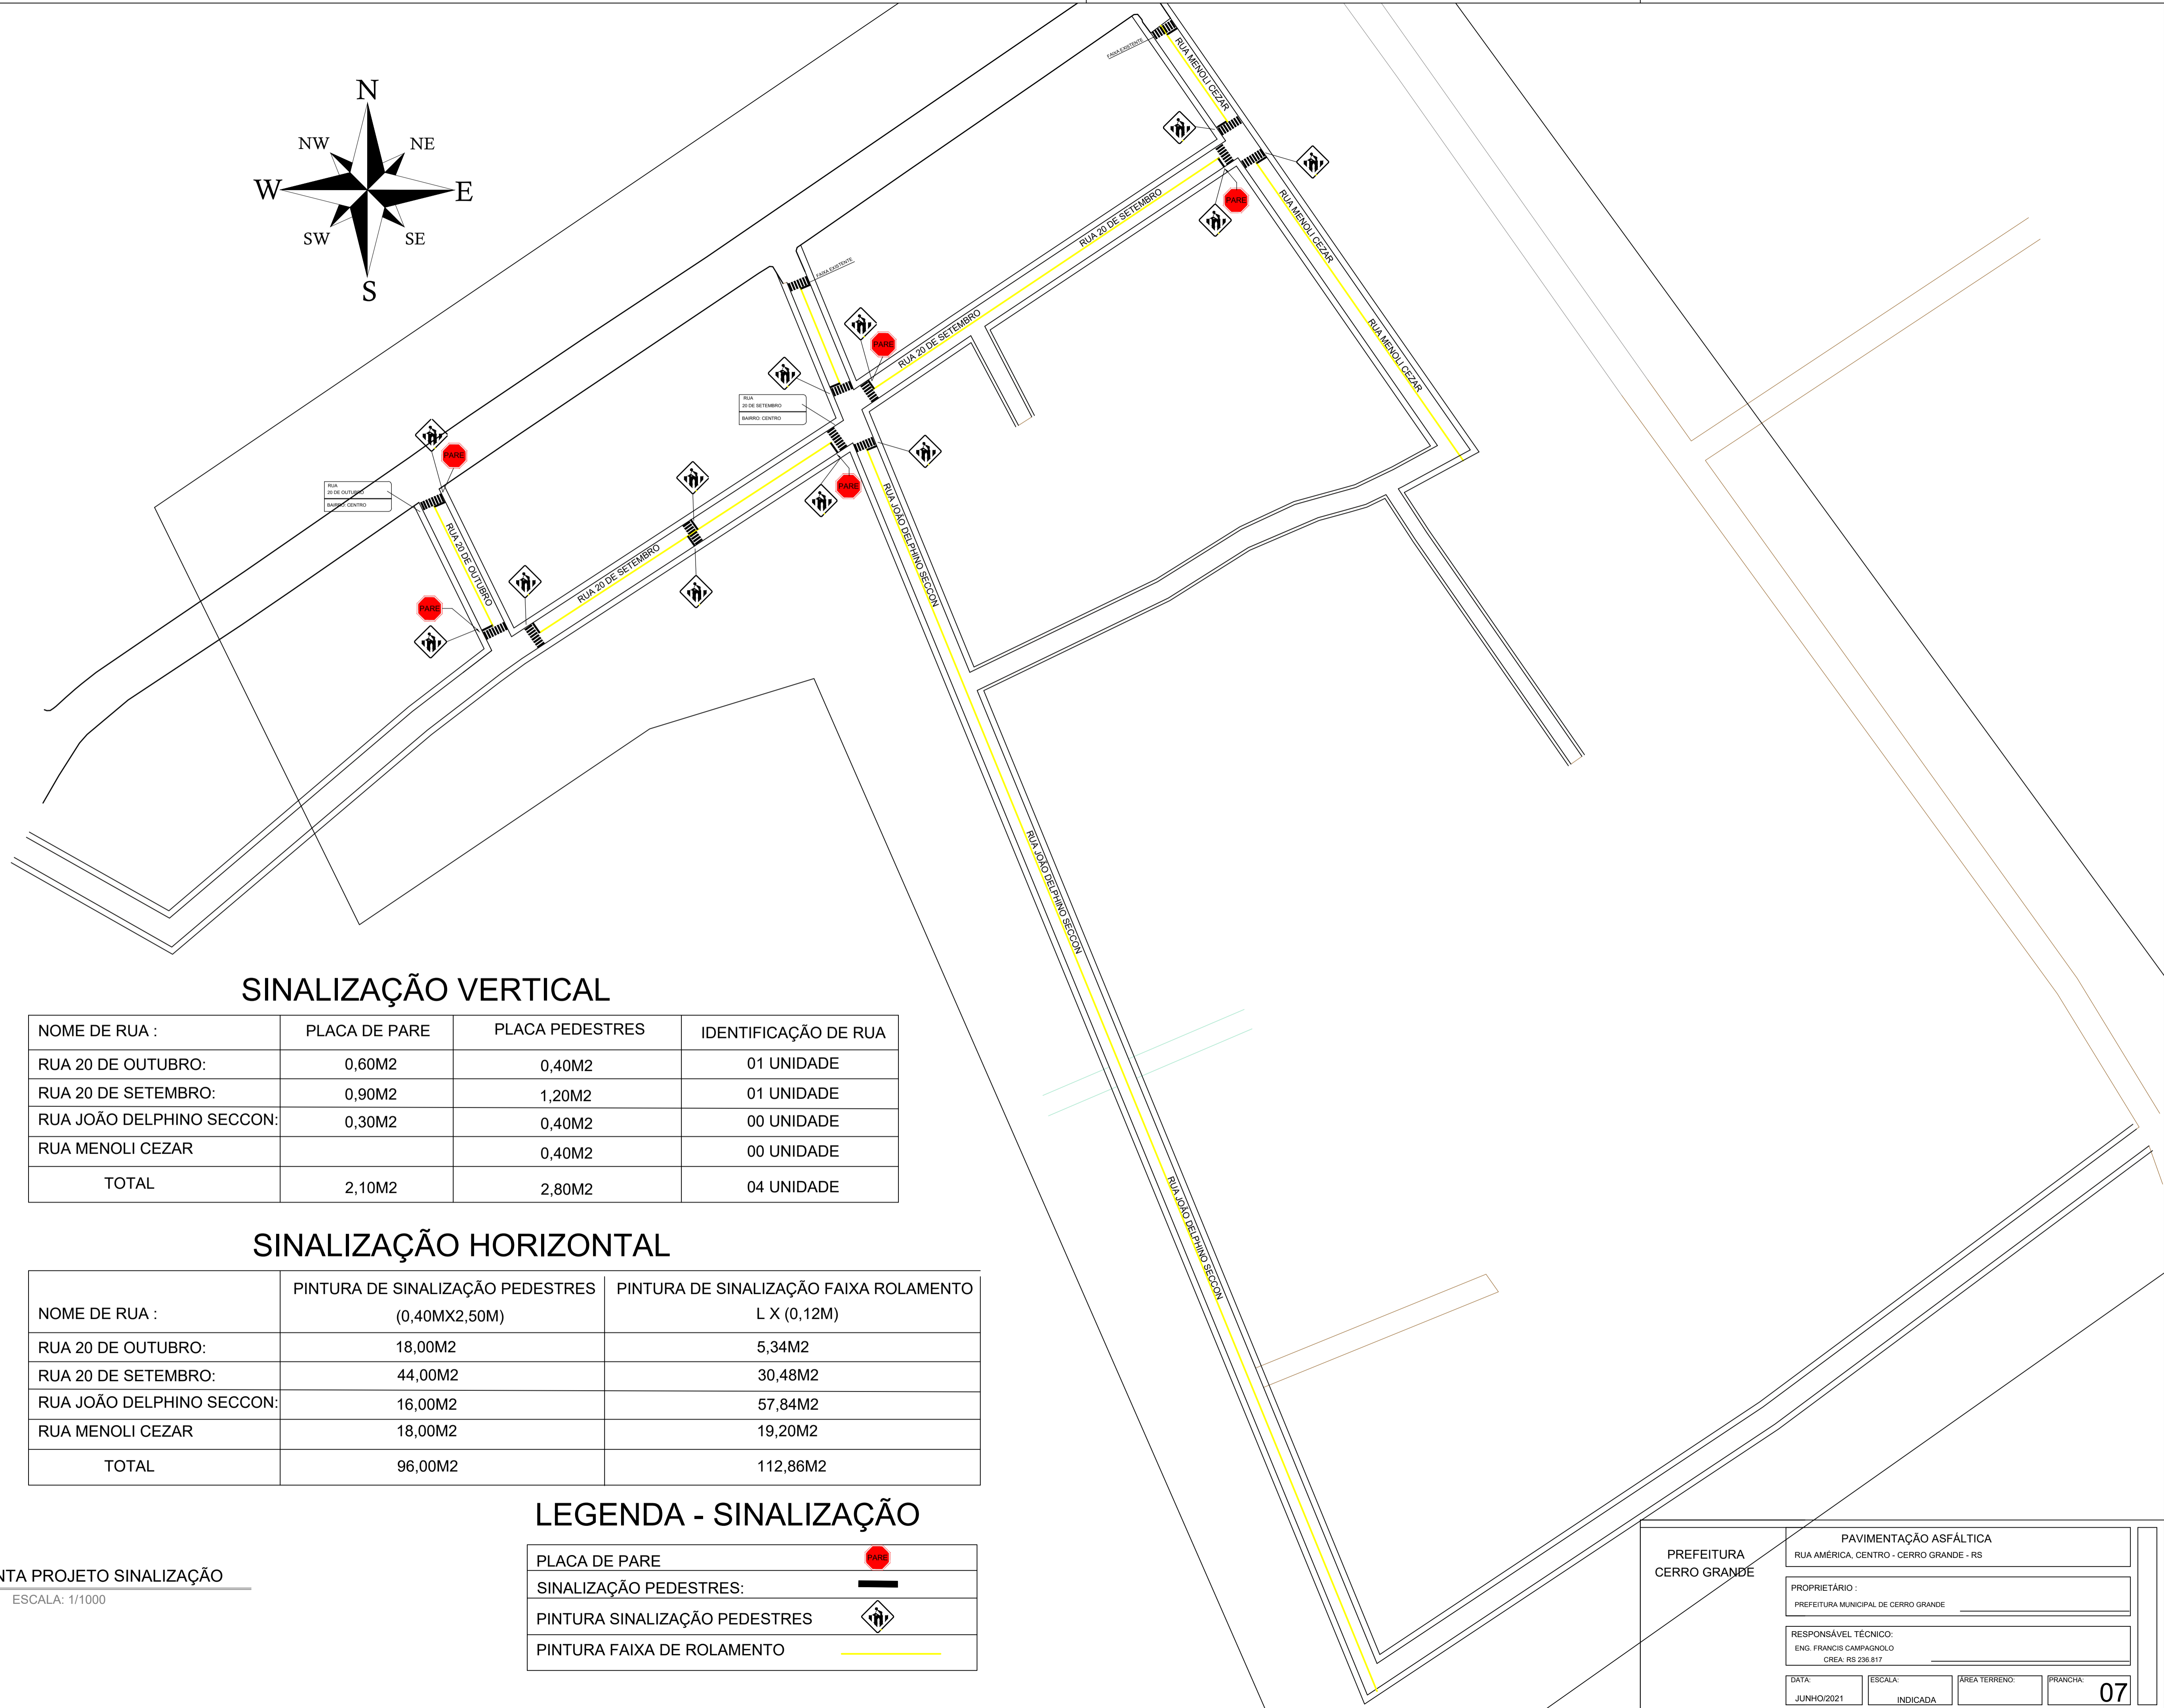 N
NW
NE
W
E
SW
SE
S
FAIXA EXISTENTE
RUA MENOLI CEZAR
PARE
RUA MENOLI CEZAR
RUA 20 DE SETEMBRO
FAIXA EXISTENTE
RUA MENOLI CEZAR
RUA 20 DE SETEMBRO
PARE
RUA
20 DE SETEMBRO
BAIRRO: CENTRO
PARE
PARE
RUA
20 DE OUTUBRO
BAIRRO: CENTRO
RUA 20 DE OUTUBRO
RUA 20 DE SETEMBRO
PARE
RUA JOÃO DELPHINO SECCON
RUA JOÃO DELPHINO SECCON
RUA JOÃO DELPHINO SECCON
SINALIZAÇÃO VERTICAL
NOME DE RUA : PLACA DE PARE PLACA PEDESTRES IDENTIFICAÇÃO DE RUA
RUA 20 DE OUTUBRO: 0,60M2 0,40M2 01 UNIDADE
RUA 20 DE SETEMBRO: 0,90M2 1,20M2 01 UNIDADE
RUA JOÃO DELPHINO SECCON: 0,30M2 0,40M2 00 UNIDADE
RUA MENOLI CEZAR 0,40M2 00 UNIDADE
TOTAL 2,10M2 2,80M2 04 UNIDADE
SINALIZAÇÃO HORIZONTAL
PINTURA DE SINALIZAÇÃO PEDESTRES PINTURA DE SINALIZAÇÃO FAIXA ROLAMENTO
NOME DE RUA : (0,40MX2,50M) L X (0,12M)
RUA 20 DE OUTUBRO: 18,00M2 5,34M2
RUA 20 DE SETEMBRO: 44,00M2 30,48M2
RUA JOÃO DELPHINO SECCON: 16,00M2 57,84M2
RUA MENOLI CEZAR 18,00M2 19,20M2
TOTAL 96,00M2 112,86M2
LEGENDA - SINALIZAÇÃO
PLACA DE PARE PARE
SINALIZAÇÃO PEDESTRES:
PINTURA SINALIZAÇÃO PEDESTRES
PINTURA FAIXA DE ROLAMENTO
NTA PROJETO SINALIZAÇÃO
ESCALA: 1/1000
PREFEITURA
CERRO GRANDE
PAVIMENTAÇÃO ASFÁLTICA
RUA AMÉRICA, CENTRO - CERRO GRANDE - RS
PROPRIETÁRIO :
PREFEITURA MUNICIPAL DE CERRO GRANDE
RESPONSÁVEL TÉCNICO:
ENG. FRANCIS CAMPAGNOLO
CREA: RS 236.817
DATA: ESCALA: ÁREA TERRENO: PRANCHA:
JUNHO/2021 INDICADA 07